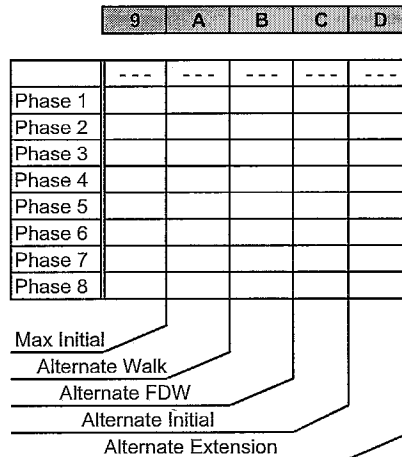 9 A B C D
--- --- --- --- ---
Phase 1
Phase 2
Phase 3
Phase 4
Phase 5
Phase 6
Phase 7
Phase 8
Max Initial
Alternate Walk
Alternate FDW
Alternate Initial
Alternate Extension